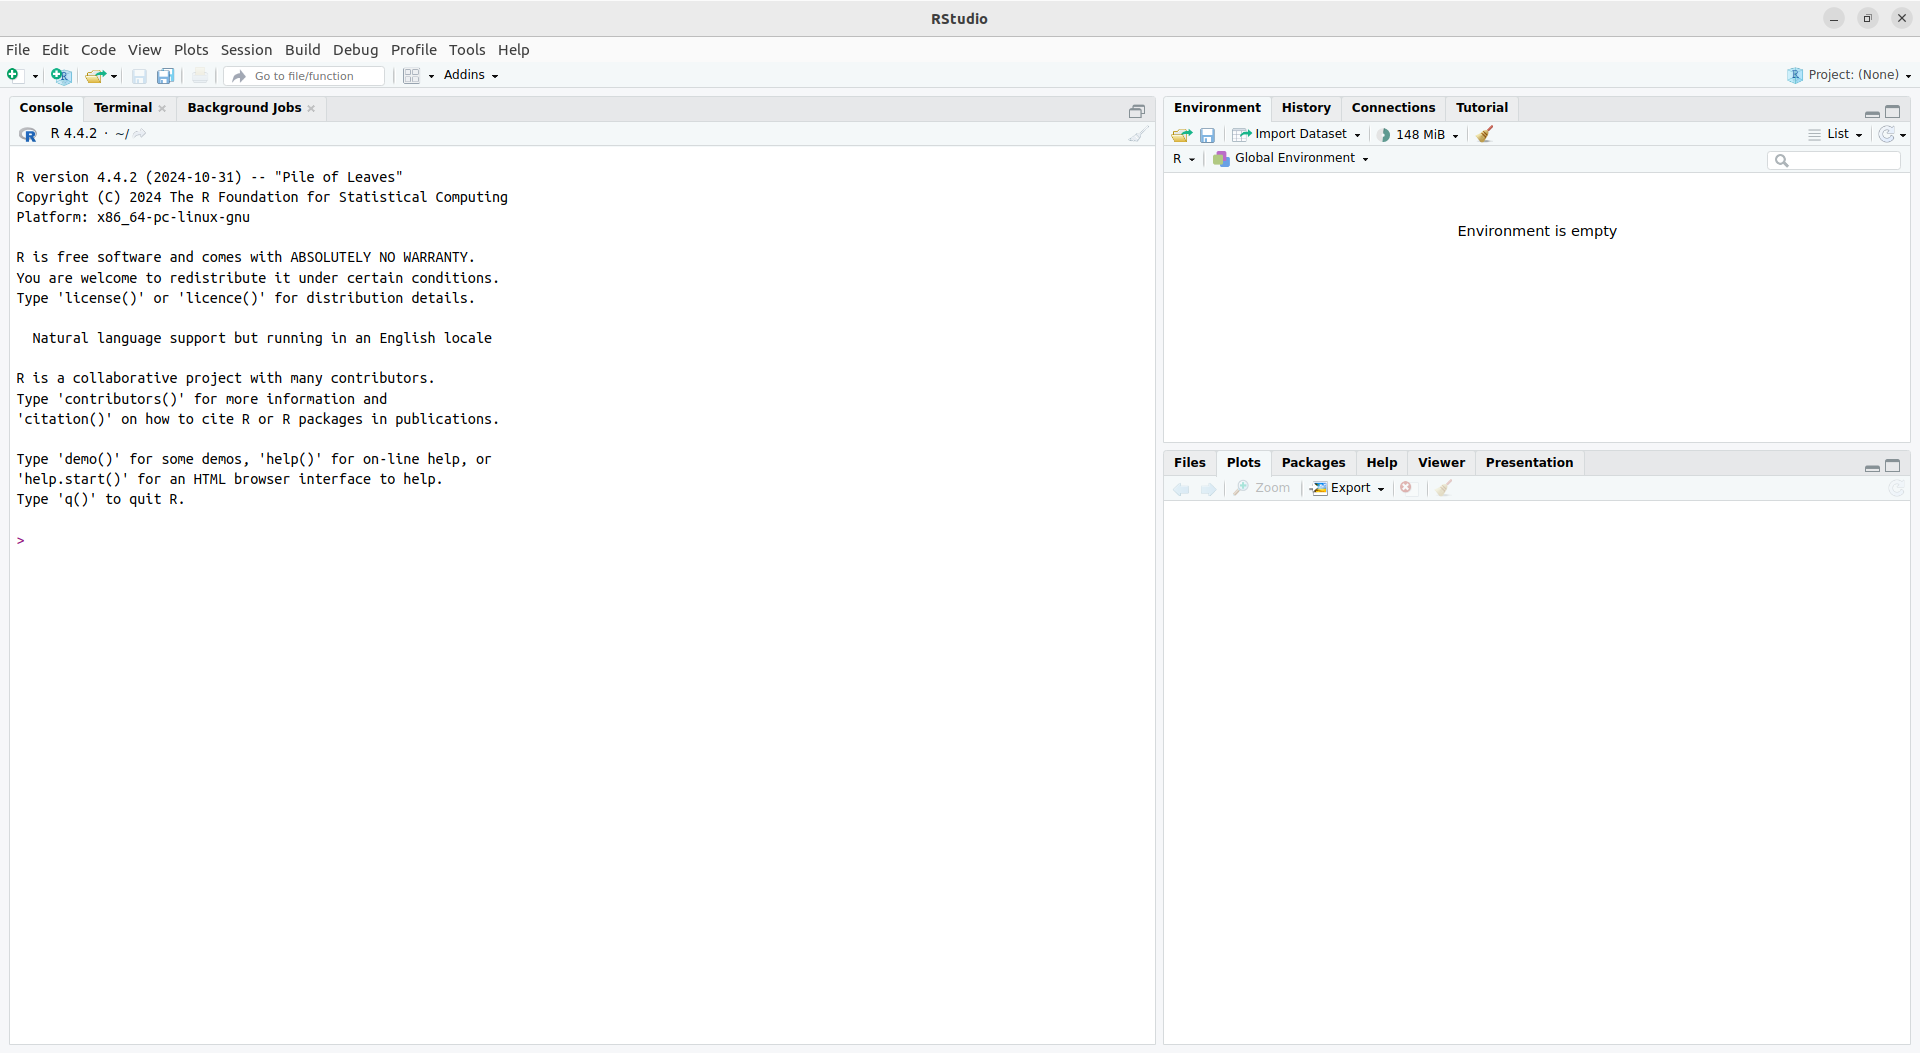 RStudio
File Edit Code View Plots Session Build Debug Profile Tools Help
Go to file/function Addins Project: (None)
Console Terminal Background Jobs
R 4.4.2 · ~/
R version 4.4.2 (2024-10-31) -- "Pile of Leaves"
Copyright (C) 2024 The R Foundation for Statistical Computing
Platform: x86_64-pc-linux-gnu
R is free software and comes with ABSOLUTELY NO WARRANTY.
You are welcome to redistribute it under certain conditions.
Type 'license()' or 'licence()' for distribution details.
Natural language support but running in an English locale
R is a collaborative project with many contributors.
Type 'contributors()' for more information and
'citation()' on how to cite R or R packages in publications.
Type 'demo()' for some demos, 'help()' for on-line help, or
'help.start()' for an HTML browser interface to help.
Type 'q()' to quit R.
>
Environment History Connections Tutorial
Import Dataset 148 MiB List
R Global Environment
Environment is empty
Files Plots Packages Help Viewer Presentation
Zoom Export